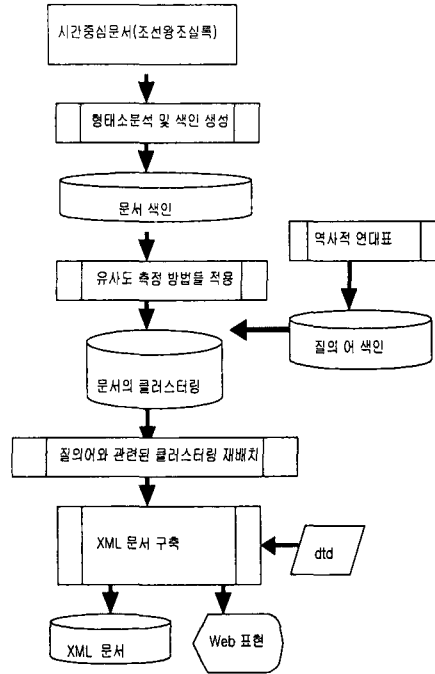 시간중심문서(조선왕조실록)
형태소분석 및 색인 생성
문서 색인
역사적 연대표
유사도 측정 방법들 적용
질의 어 색인
문서의 클러스터링
질의어와 관련된 클러스터링 재배치
XML 문서 구축
dtd
XML 문서
Web 표현